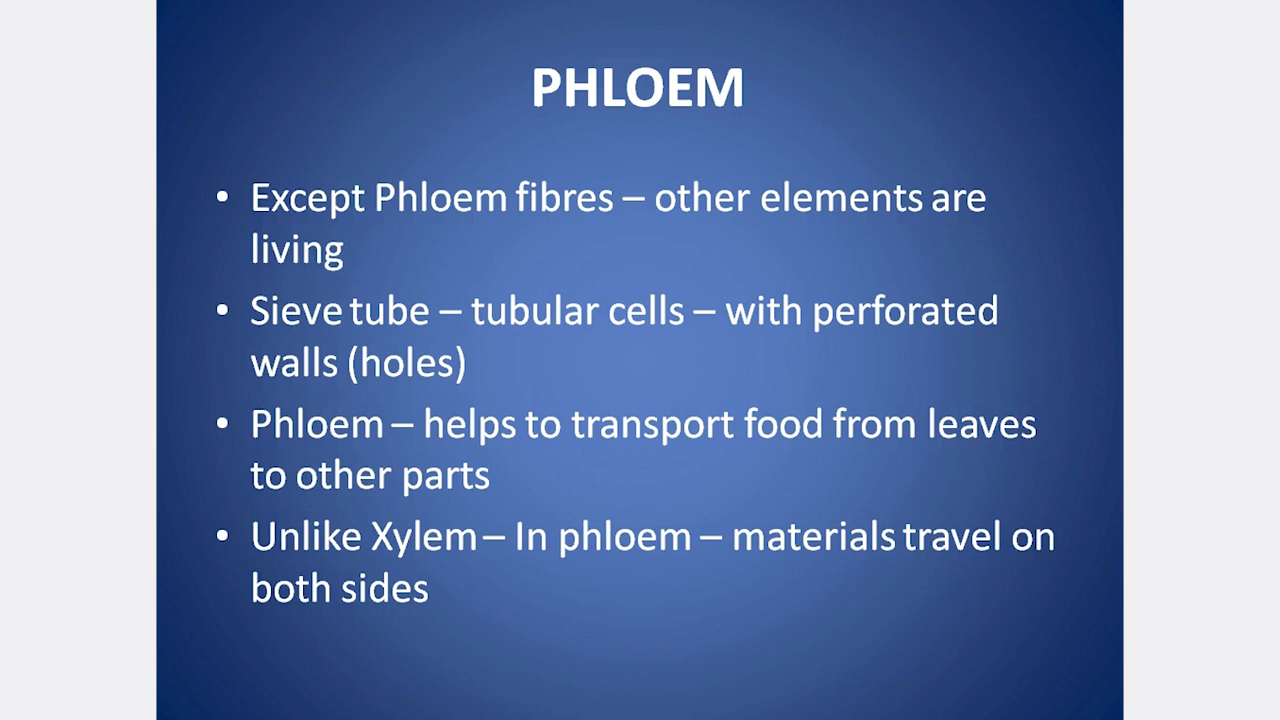 PHLOEM
• Except Phloem fibres – other elements are
living
• Sieve tube – tubular cells – with perforated
walls (holes)
• Phloem – helps to transport food from leaves
to other parts
• Unlike Xylem – In phloem – materials travel on
both sides